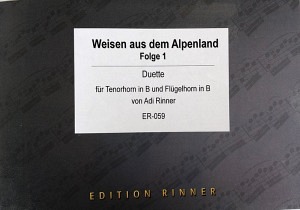 Weisen aus dem Alpenland
Folge 1
Duette
für Tenorhorn in B und Flügelhorn in B
von Adi Rinner
ER-059
EDITION RINNER